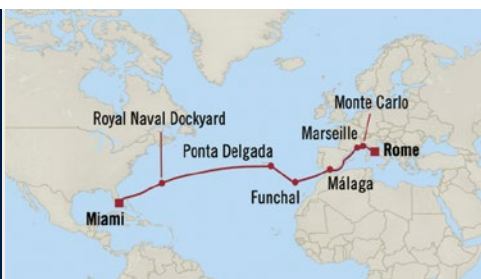 Monte Carlo
Royal Naval Dockyard
Marseille
Ponta Delgada
Rome
Funchal
Málaga
Miami